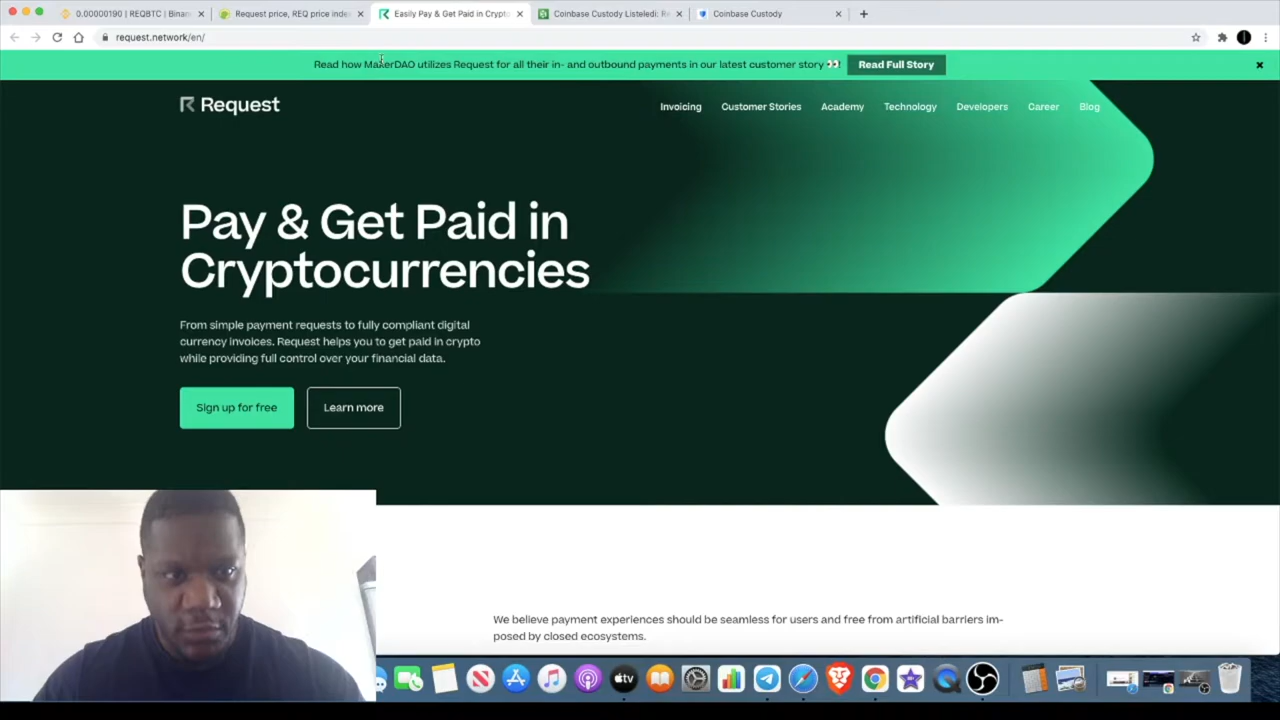 0.00000190 | REQBTC | Binan
Request price, REQ price index
Easily Pay & Get Paid in Crypto
Coinbase Custody Listeledi: Re
Coinbase Custody
request.network/en/
Read how MakerDAO utilizes Request for all their in- and outbound payments in our latest customer story 👀!
Read Full Story
Request
Invoicing
Customer Stories
Academy
Technology
Developers
Career
Blog
Pay & Get Paid in
Cryptocurrencies
From simple payment requests to fully compliant digital
currency invoices. Request helps you to get paid in crypto
while providing full control over your financial data.
Sign up for free
Learn more
We believe payment experiences should be seamless for users and free from artificial barriers im-
posed by closed ecosystems.
tv